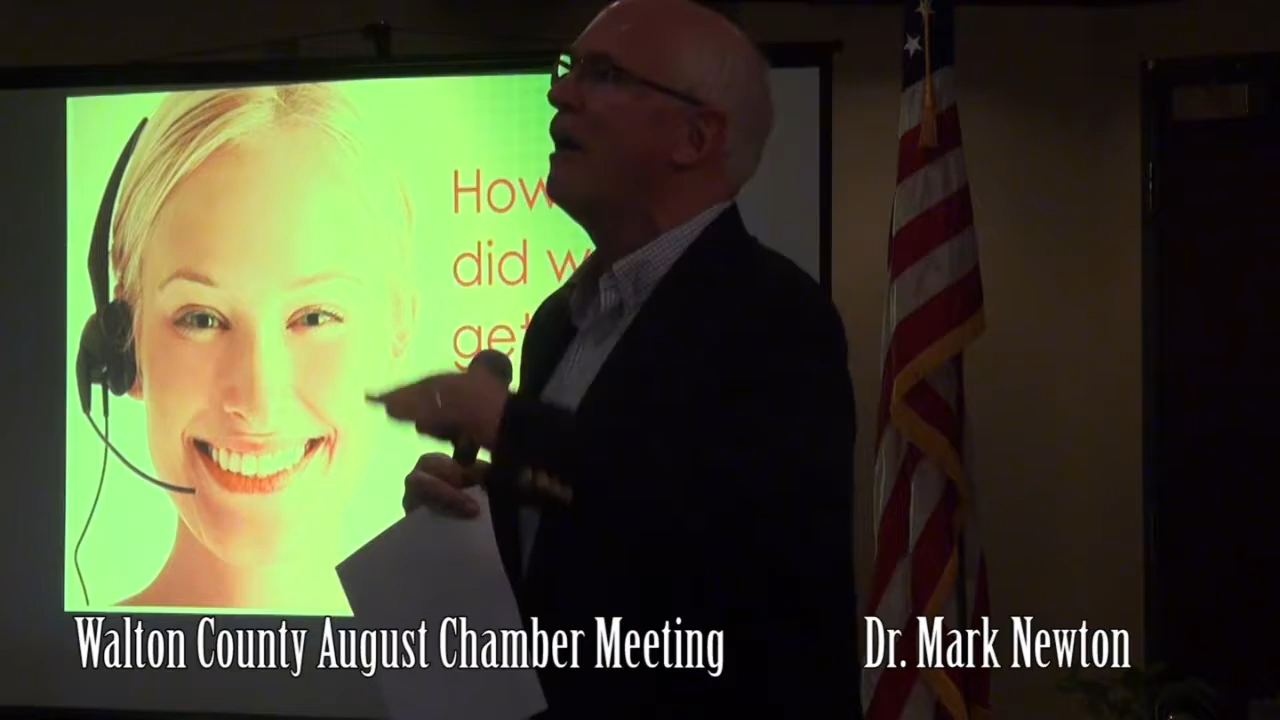 How
did w
get
Walton County August Chamber Meeting
Dr. Mark Newton